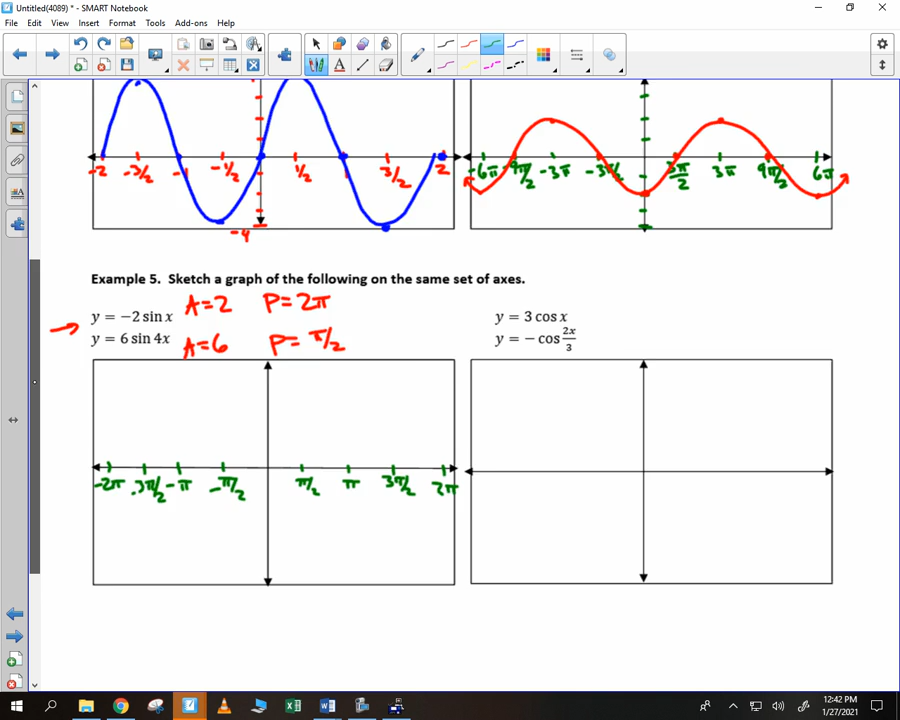 Untitled(4089) * - SMART Notebook
File Edit View Insert Format Tools Add-ons Help
-2 -3/2 -1 -1/2 1/2 1 3/2 2
-4
-6π -9π/2 -3π -3π/2 3π/2 3π 9π/2 6π
Example 5. Sketch a graph of the following on the same set of axes.
y = −2 sin x A=2 P=2π
y = 6 sin 4x A=6 P=π/2
y = 3 cos x
y = − cos 2x/3
-2π -3π/2 -π -π/2 π/2 π 3π/2 2π
12:42 PM
1/27/2021